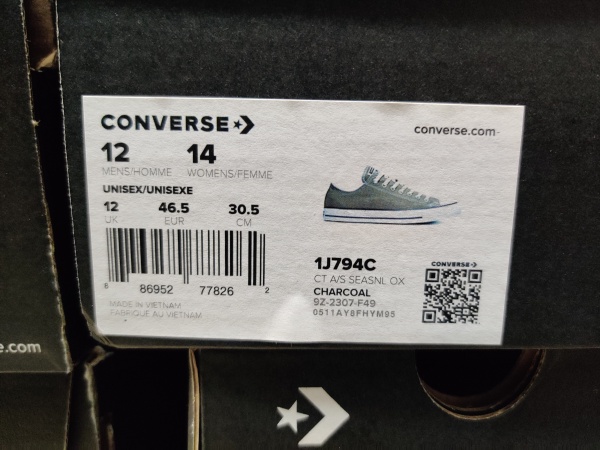 CONVERSE
converse.com
12 14
MENS/HOMME WOMENS/FEMME
UNISEX/UNISEXE
12 46.5 30.5
UK EUR CM
6 86952 77826 2
MADE IN VIETNAM
FABRIQUÉ AU VIETNAM
1J794C
CT A/S SEASNL OX
CHARCOAL
9Z-2307-F49
0511AY8FHYM95
CONVERSE
e.com